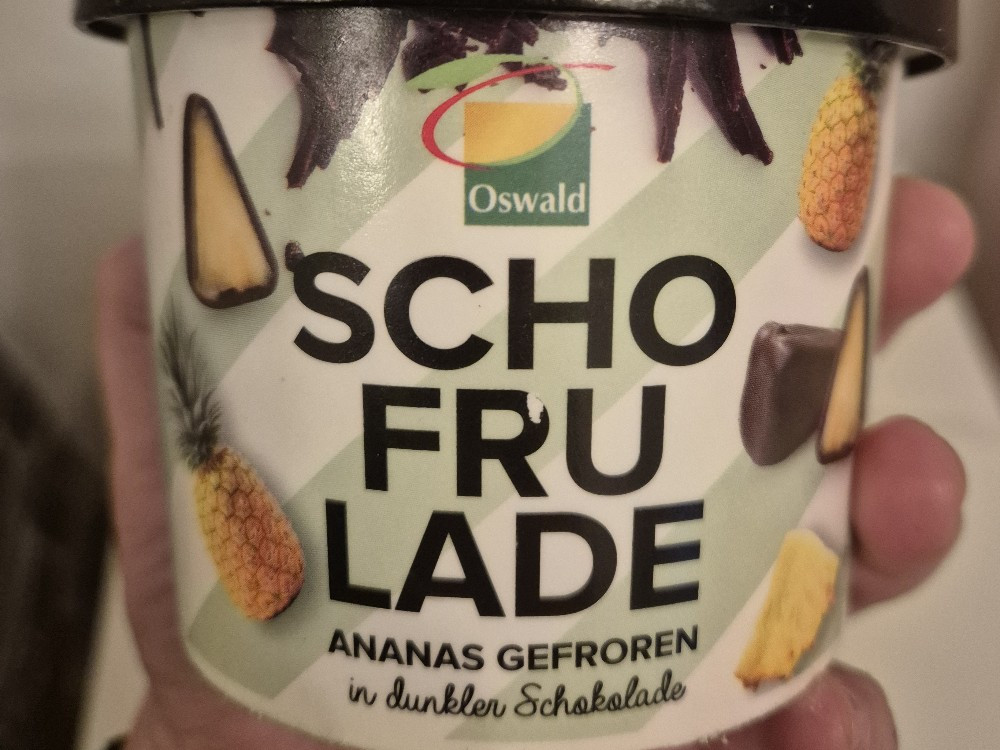 Oswald
SCHO
FRU
LADE
ANANAS GEFROREN
in dunkler Schokolade